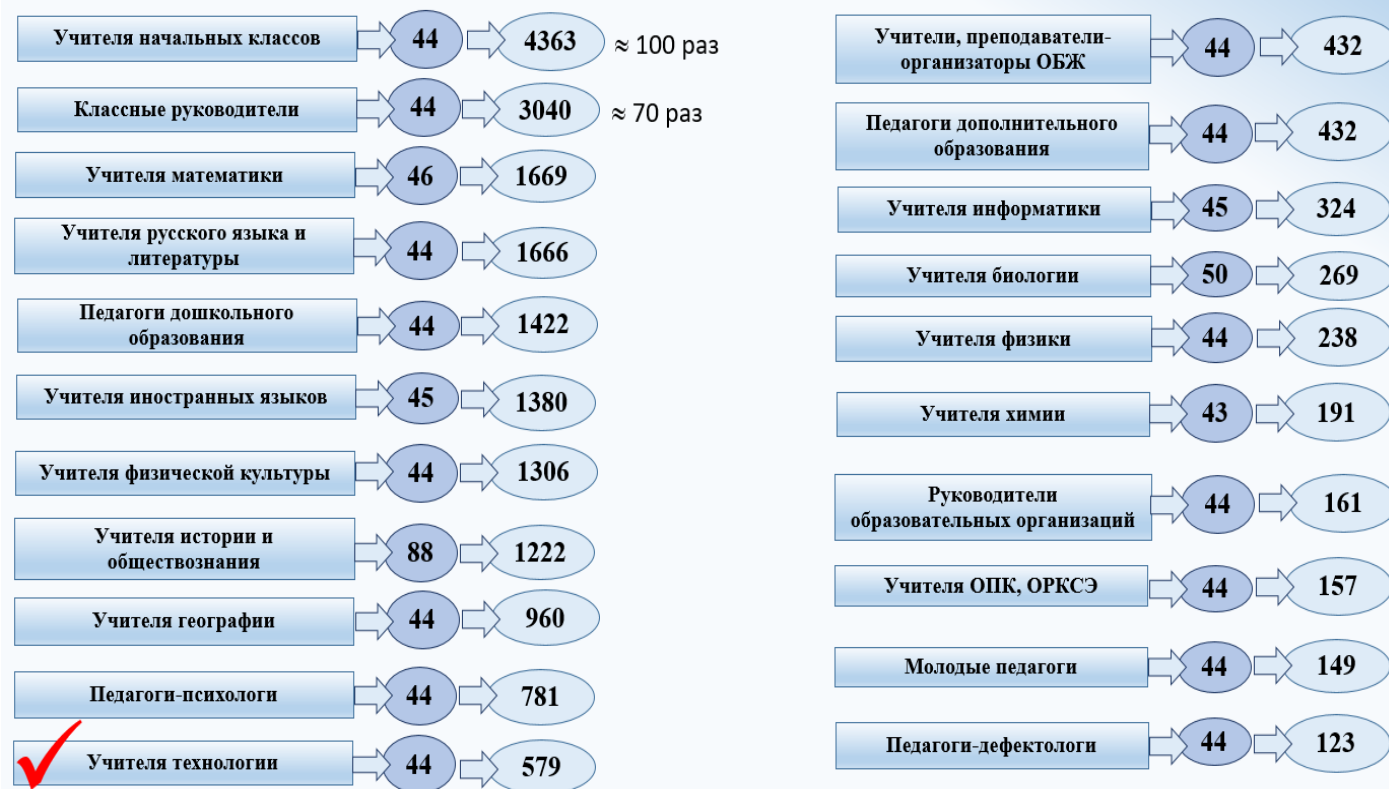 Учителя начальных классов 44 4363 ≈ 100 раз
Классные руководители 44 3040 ≈ 70 раз
Учителя математики 46 1669
Учителя русского языка и
литературы 44 1666
Педагоги дошкольного
образования 44 1422
Учителя иностранных языков 45 1380
Учителя физической культуры 44 1306
Учителя истории и
обществознания 88 1222
Учителя географии 44 960
Педагоги-психологи 44 781
Учителя технологии 44 579
Учители, преподаватели-
организаторы ОБЖ 44 432
Педагоги дополнительного
образования 44 432
Учителя информатики 45 324
Учителя биологии 50 269
Учителя физики 44 238
Учителя химии 43 191
Руководители
образовательных организаций 44 161
Учителя ОПК, ОРКСЭ 44 157
Молодые педагоги 44 149
Педагоги-дефектологи 44 123